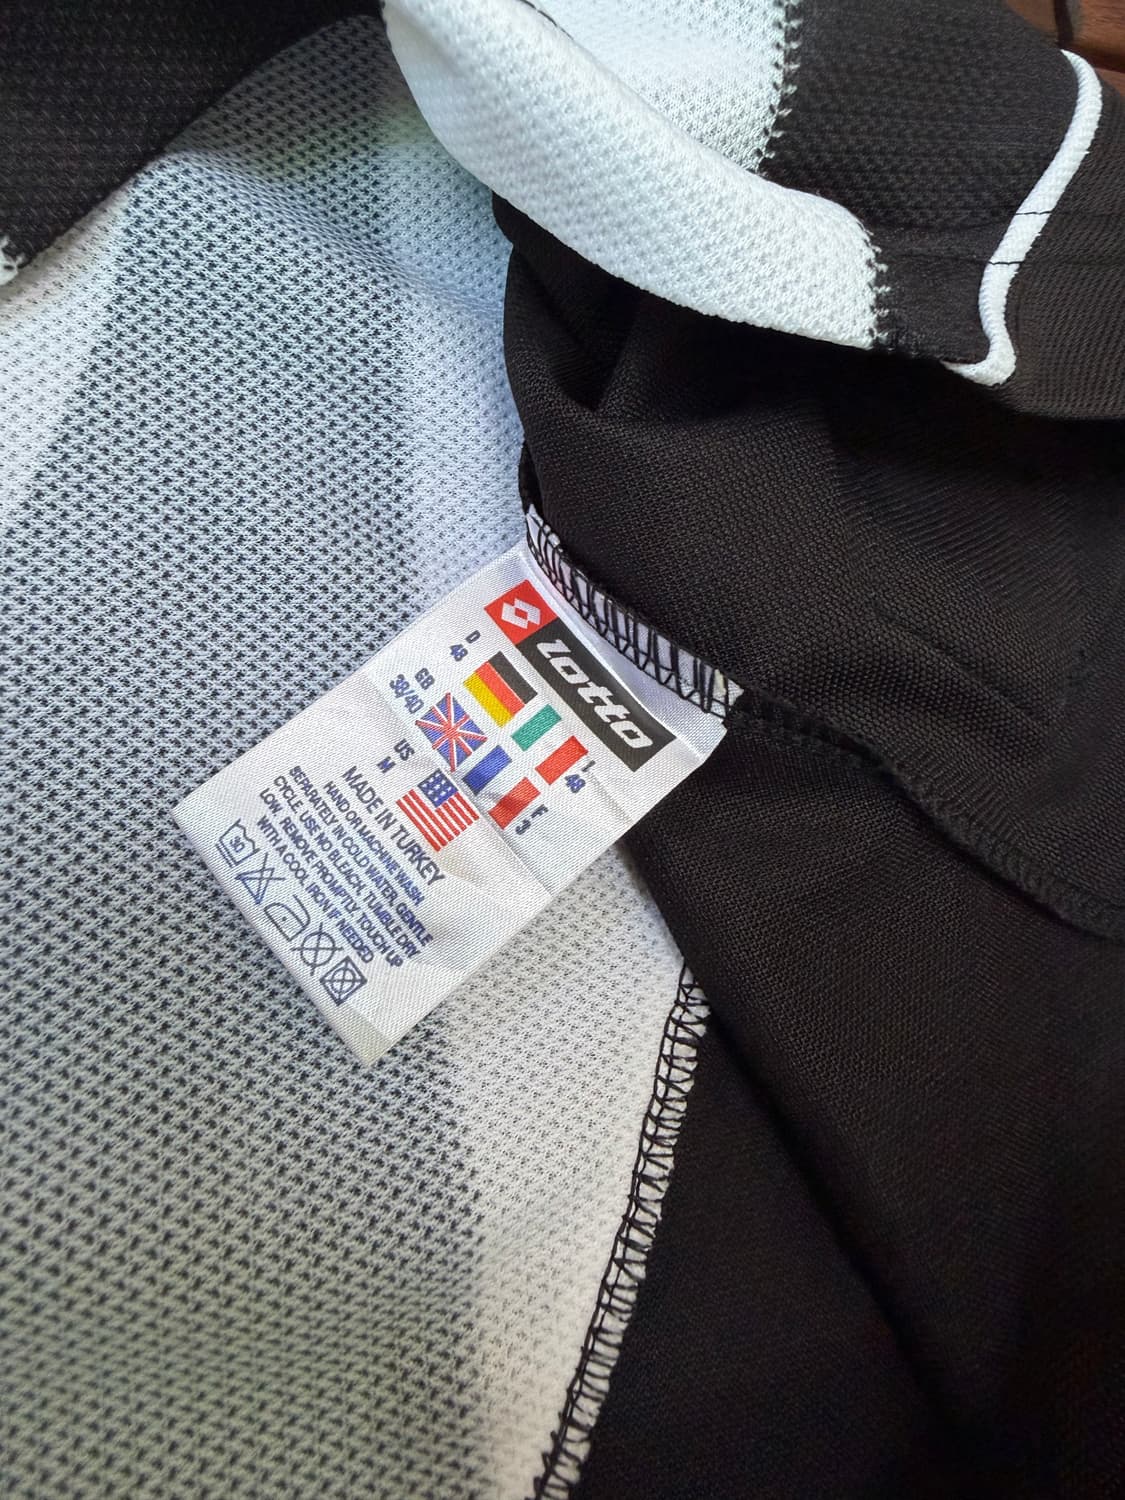 lotto
D
48
I
48
GB
38/40
F
3
US
M
MADE IN TURKEY
HAND OR MACHINE WASH
SEPARATELY IN COLD WATER, GENTLE
CYCLE. USE NO BLEACH, TUMBLE DRY
LOW. REMOVE PROMPTLY. TOUCH UP
WITH A COOL IRON IF NEEDED
30